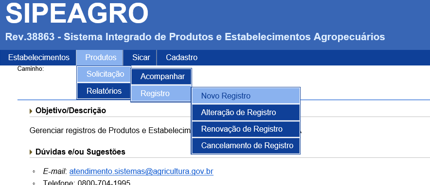 SIPEAGRO
Rev.38863 - Sistema Integrado de Produtos e Estabelecimentos Agropecuários
Estabelecimentos Produtos Sicar Cadastro
Caminho:
Solicitação Acompanhar
Relatórios Registro Novo Registro
Alteração de Registro
Renovação de Registro
Cancelamento de Registro
Objetivo/Descrição
Gerenciar registros de Produtos e Estabelecim
Dúvidas e/ou Sugestões
E-mail: atendimento.sistemas@agricultura.gov.br
Telefone: 0800-704-1995